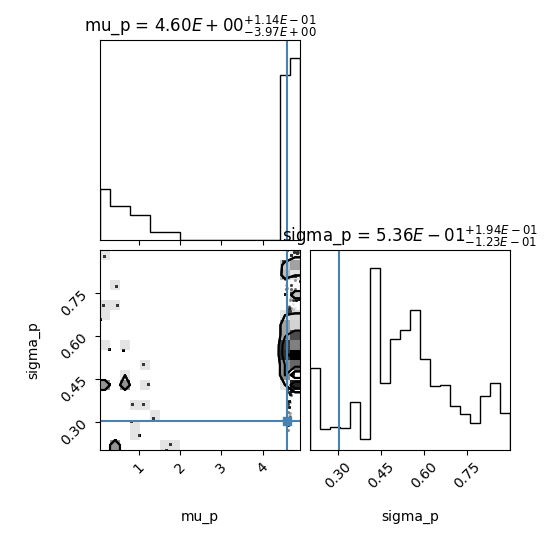 mu_p = 4.60E + 00+1.14E−01−3.97E+00
sigma_p = 5.36E − 01+1.94E−01−1.23E−01
sigma_p
0.75
0.60
0.45
0.30
1 2 3 4
mu_p
0.30 0.45 0.60 0.75
sigma_p